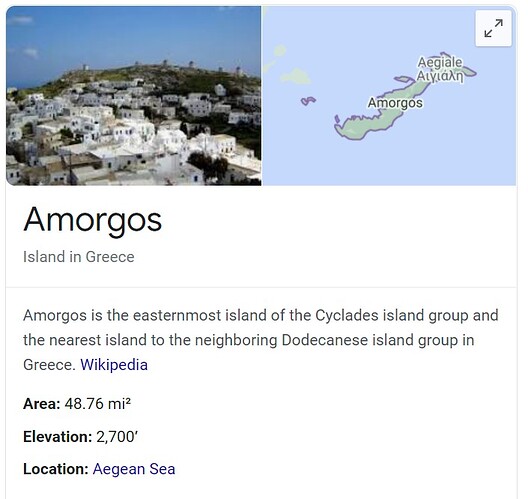 Aegiale
Αιγιάλη
Amorgos
Amorgos
Island in Greece
Amorgos is the easternmost island of the Cyclades island group and
the nearest island to the neighboring Dodecanese island group in
Greece. Wikipedia
Area: 48.76 mi²
Elevation: 2,700′
Location: Aegean Sea